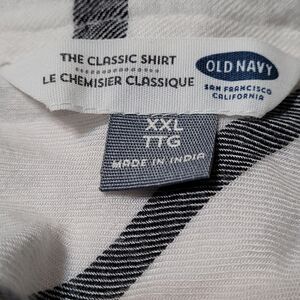 THE CLASSIC SHIRT
LE CHEMISIER CLASSIQUE
OLD NAVY
SAN FRANCISCO
CALIFORNIA
XXL
TTG
MADE IN INDIA